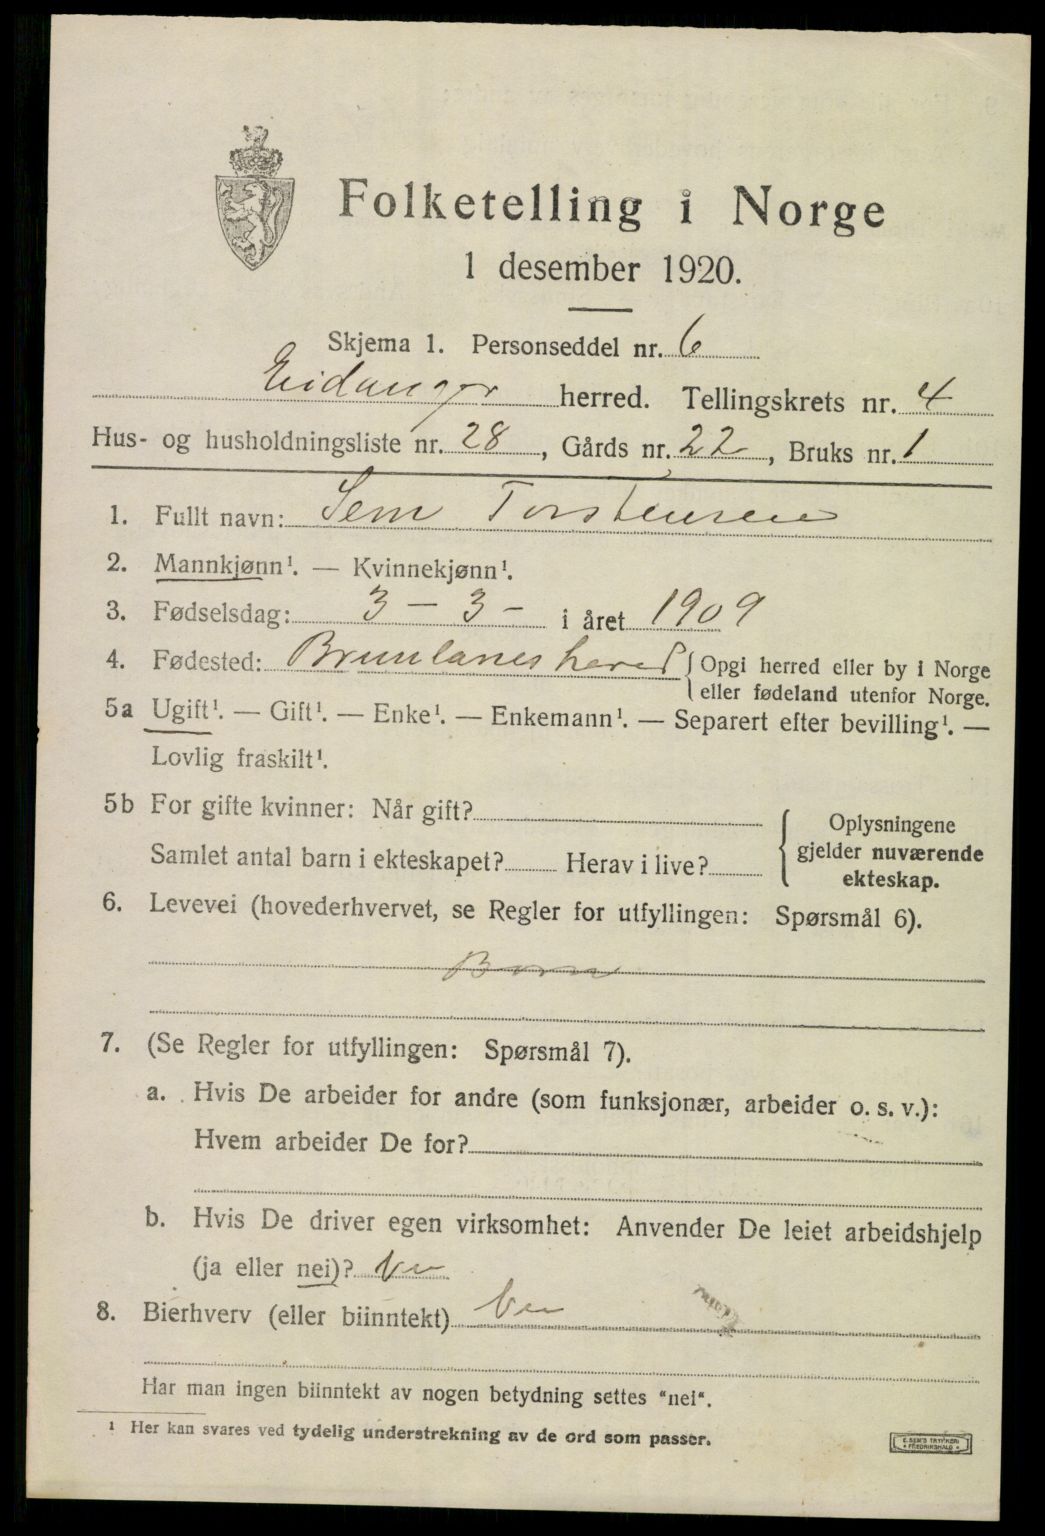 Folketelling i Norge
1 desember 1920.
Skjema 1. Personseddel nr. 6
Eidanger herred. Tellingskrets nr. 4
Hus- og husholdningsliste nr. 28, Gårds nr. 22, Bruks nr. 1
1. Fullt navn: Sem Torstensen
2. Mannkjønn¹. — Kvinnekjønn¹.
3. Fødselsdag: 3 - 3 - i året 1909
4. Fødested: Brunlanes hered { Opgi herred eller by i Norge
eller fødeland utenfor Norge.
5a Ugift¹. — Gift¹. — Enke¹. — Enkemann¹. — Separert efter bevilling¹. —
Lovlig fraskilt¹.
5b For gifte kvinner: Når gift?
Samlet antal barn i ekteskapet? Herav i live?
{ Oplysningene
gjelder nuværende
ekteskap.
6. Levevei (hovederhvervet, se Regler for utfyllingen: Spørsmål 6).
7. (Se Regler for utfyllingen: Spørsmål 7).
a. Hvis De arbeider for andre (som funksjonær, arbeider o. s. v.):
Hvem arbeider De for?
b. Hvis De driver egen virksomhet: Anvender De leiet arbeidshjelp
(ja eller nei)?
8. Bierhverv (eller biinntekt)
Har man ingen biinntekt av nogen betydning settes "nei".
¹ Her kan svares ved tydelig understrekning av de ord som passer.
E. SEM'S TRYKKERI
• FREDRIKSHALD •